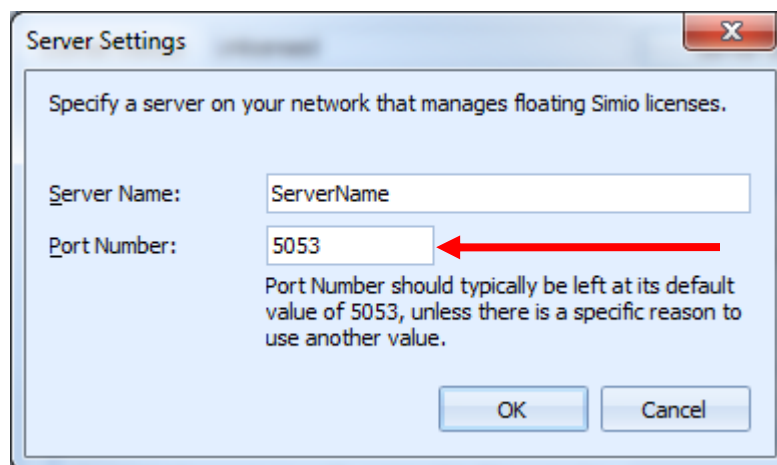 Server Settings
Specify a server on your network that manages floating Simio licenses.
Server Name:
ServerName
Port Number:
5053
Port Number should typically be left at its default
value of 5053, unless there is a specific reason to
use another value.
OK
Cancel